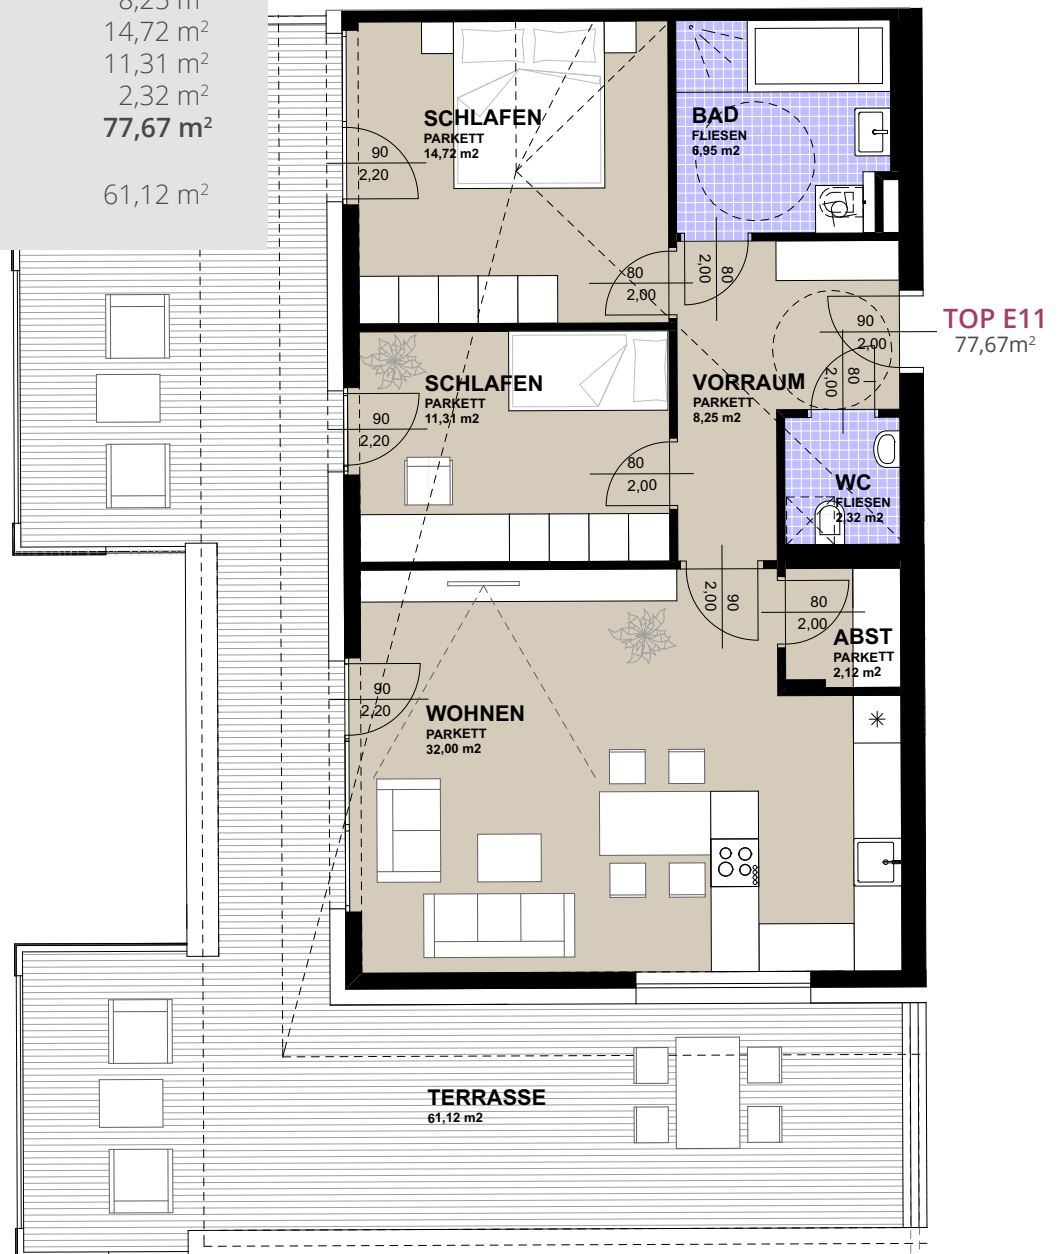 8,25 m²
14,72 m²
11,31 m²
2,32 m²
77,67 m²
61,12 m²
SCHLAFEN
PARKETT
14,72 m2
BAD
FLIESEN
6,95 m2
90
2,20
80
2,00
80
2,00
TOP E11
77,67m²
90
2,00
80
2,00
SCHLAFEN
PARKETT
11,31 m2
VORRAUM
PARKETT
8,25 m2
90
2,20
80
2,00
WC
FLIESEN
2,32 m2
90
2,00
80
2,00
ABST
PARKETT
2,12 m2
90
2,20
WOHNEN
PARKETT
32,00 m2
TERRASSE
61,12 m2